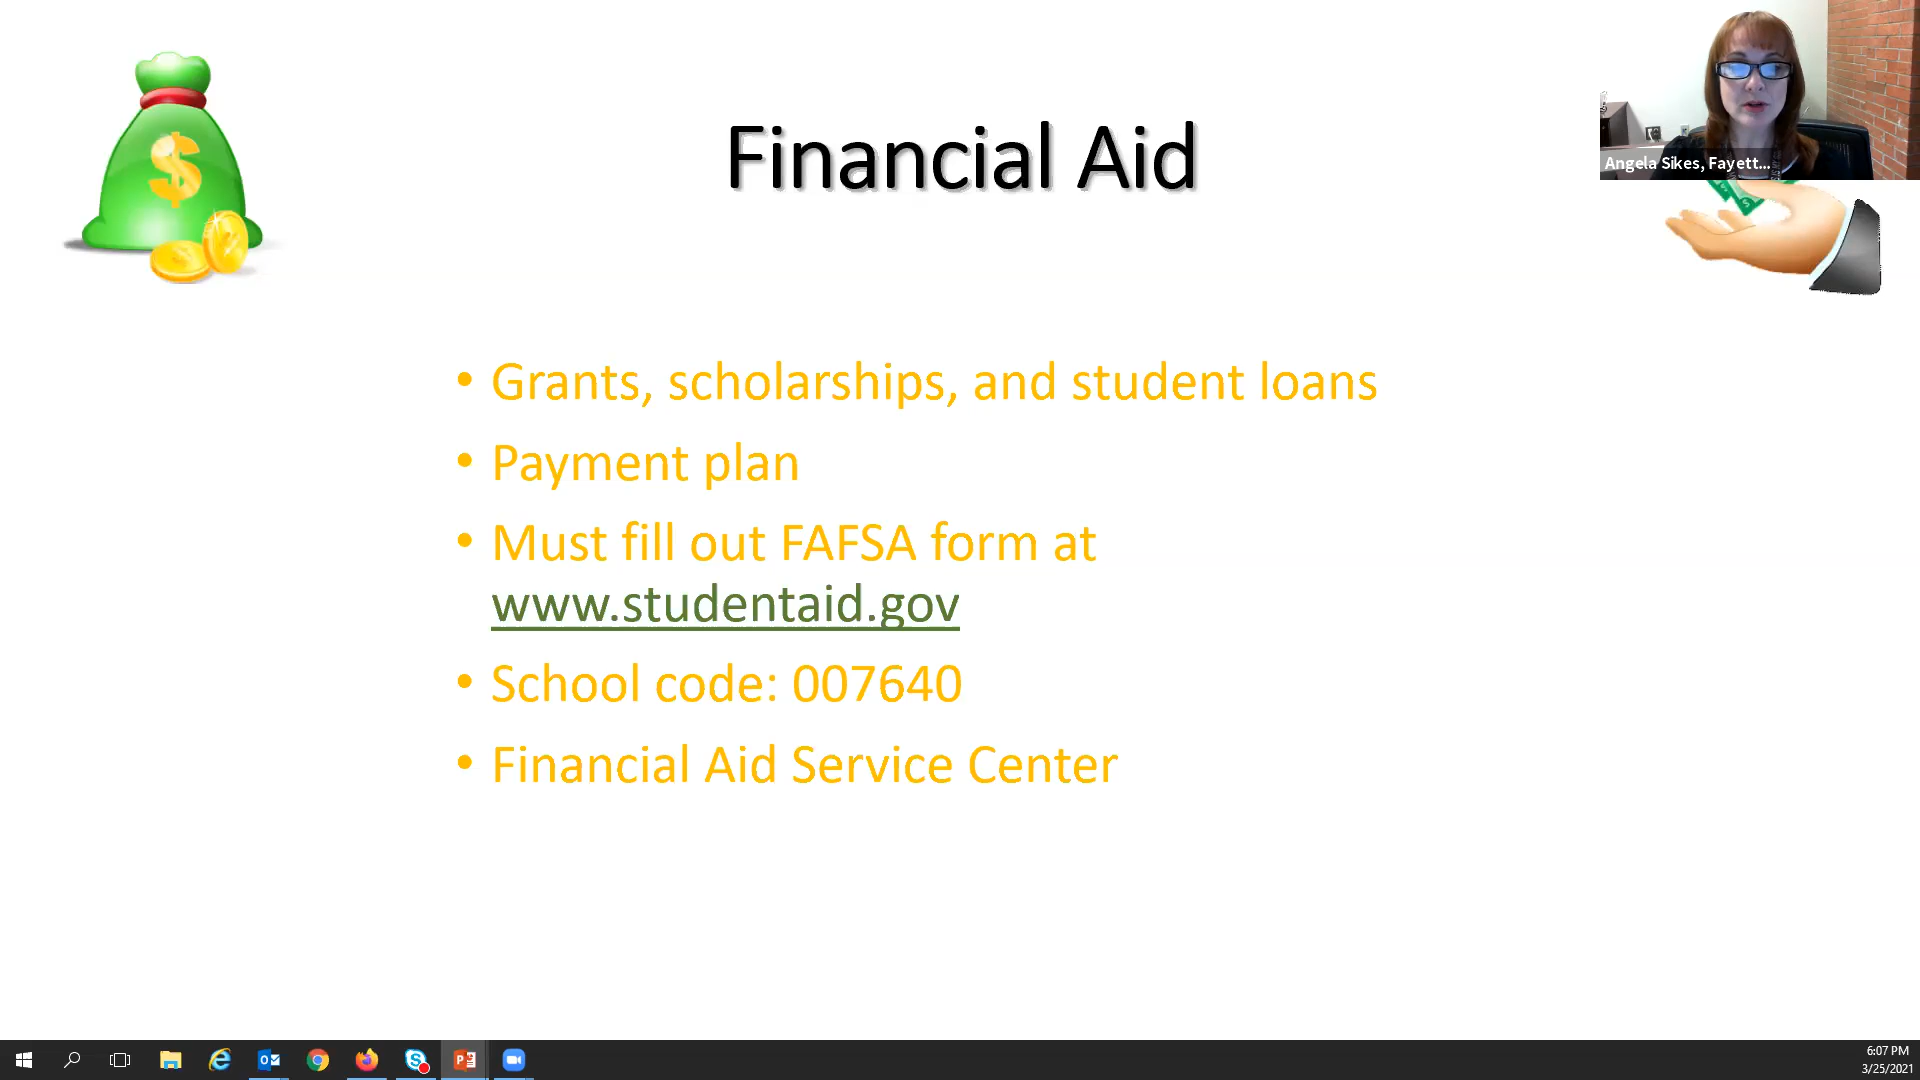 Financial Aid
Angela Sikes, Fayett...
$
• Grants, scholarships, and student loans
• Payment plan
• Must fill out FAFSA form at
www.studentaid.gov
• School code: 007640
• Financial Aid Service Center
6:07 PM
3/25/2021